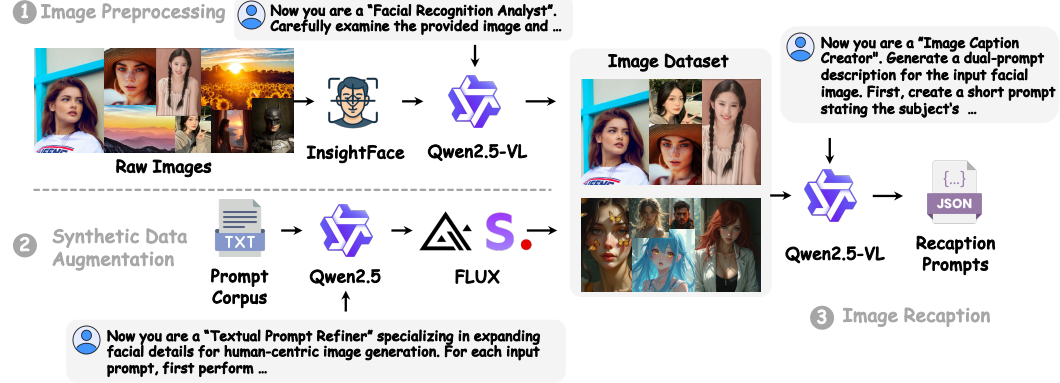 1 Image Preprocessing
Now you are a “Facial Recognition Analyst”.
Carefully examine the provided image and ...
Raw Images
InsightFace
Qwen2.5-VL
Image Dataset
2 Synthetic Data
Augmentation
TXT
Prompt
Corpus
Qwen2.5
S
FLUX
Now you are a “Textual Prompt Refiner” specializing in expanding
facial details for human-centric image generation. For each input
prompt, first perform ...
Now you are a "Image Caption
Creator". Generate a dual-prompt
description for the input facial
image. First, create a short prompt
stating the subject's ...
Qwen2.5-VL
{...}
JSON
Recaption
Prompts
3 Image Recaption